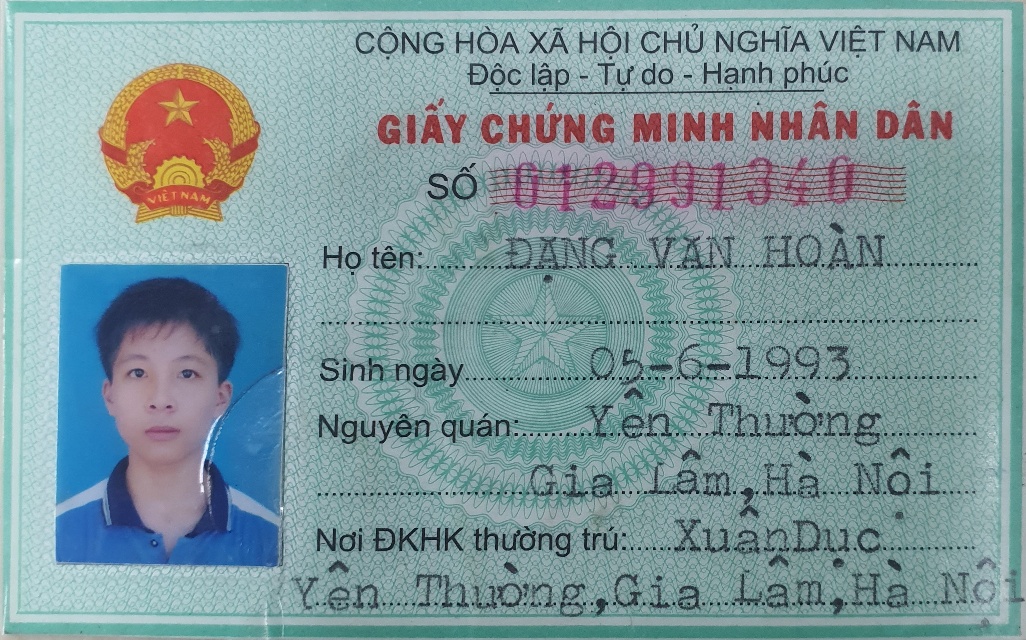 CỘNG HÒA XÃ HỘI CHỦ NGHĨA VIỆT NAM
Độc lập - Tự do - Hạnh phúc
GIẤY CHỨNG MINH NHÂN DÂN
SỐ 012991340
VIỆT NAM
Họ tên: ĐẶNG VĂN HOÀN
Sinh ngày 05-6-1993
Nguyên quán: Yên Thường
Gia Lâm, Hà Nội
Nơi ĐKHK thường trú: Xuân Dục
Yên Thường, Gia Lâm, Hà Nội